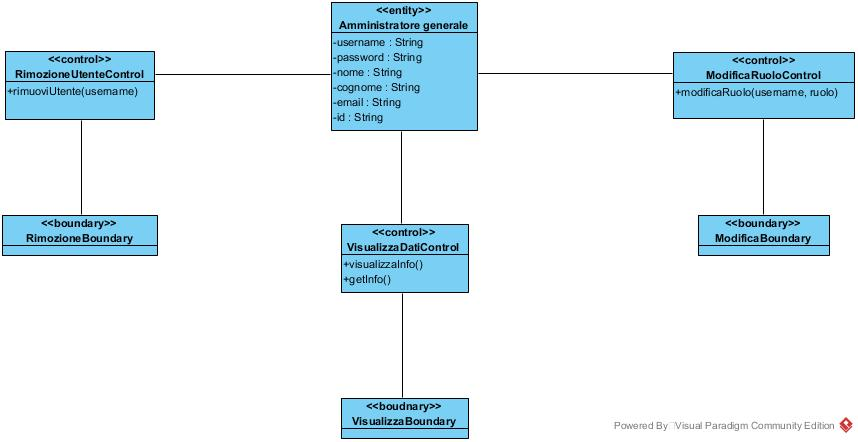 <<entity>>
Amministratore generale
-username : String
-password : String
-nome : String
-cognome : String
-email : String
-id : String
<<control>>
RimozioneUtenteControl
+rimuoviUtente(username)
<<control>>
ModificaRuoloControl
+modificaRuolo(username, ruolo)
<<boundary>>
RimozioneBoundary
<<control>>
VisualizzaDatiControl
+visualizzaInfo()
+getInfo()
<<boundary>>
ModificaBoundary
<<boudnary>>
VisualizzaBoundary
Powered By Visual Paradigm Community Edition